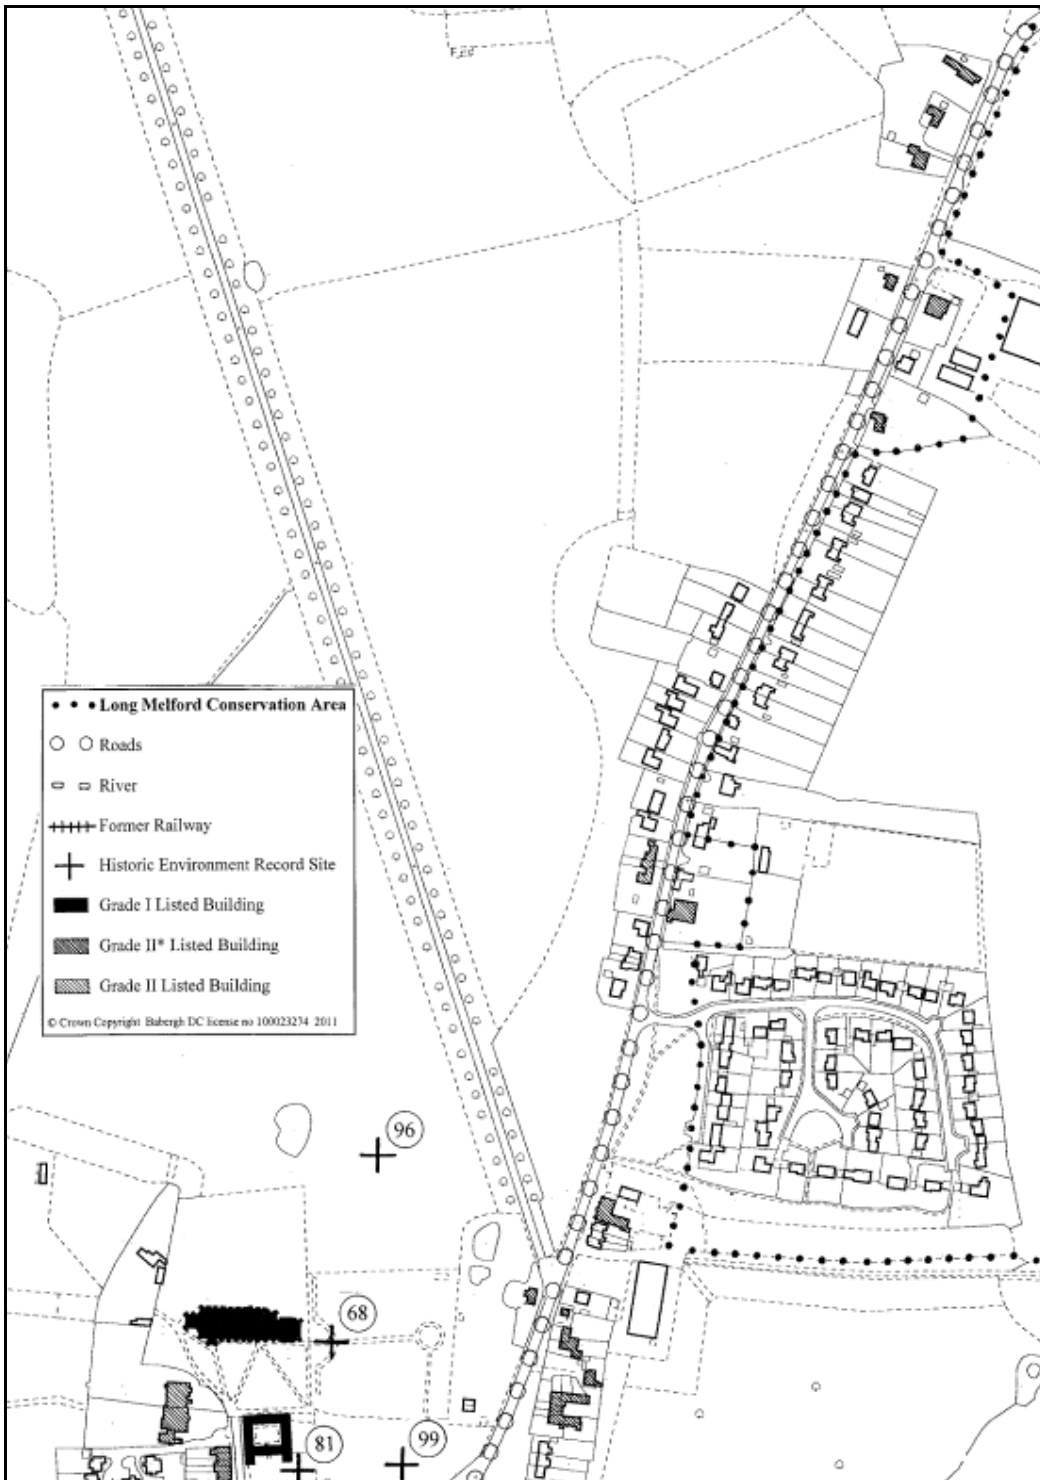 Long Melford Conservation Area
Roads
River
Former Railway
Historic Environment Record Site
Grade I Listed Building
Grade II* Listed Building
Grade II Listed Building
© Crown Copyright Babergh DC license no 100023274 2011
96
68
81
99